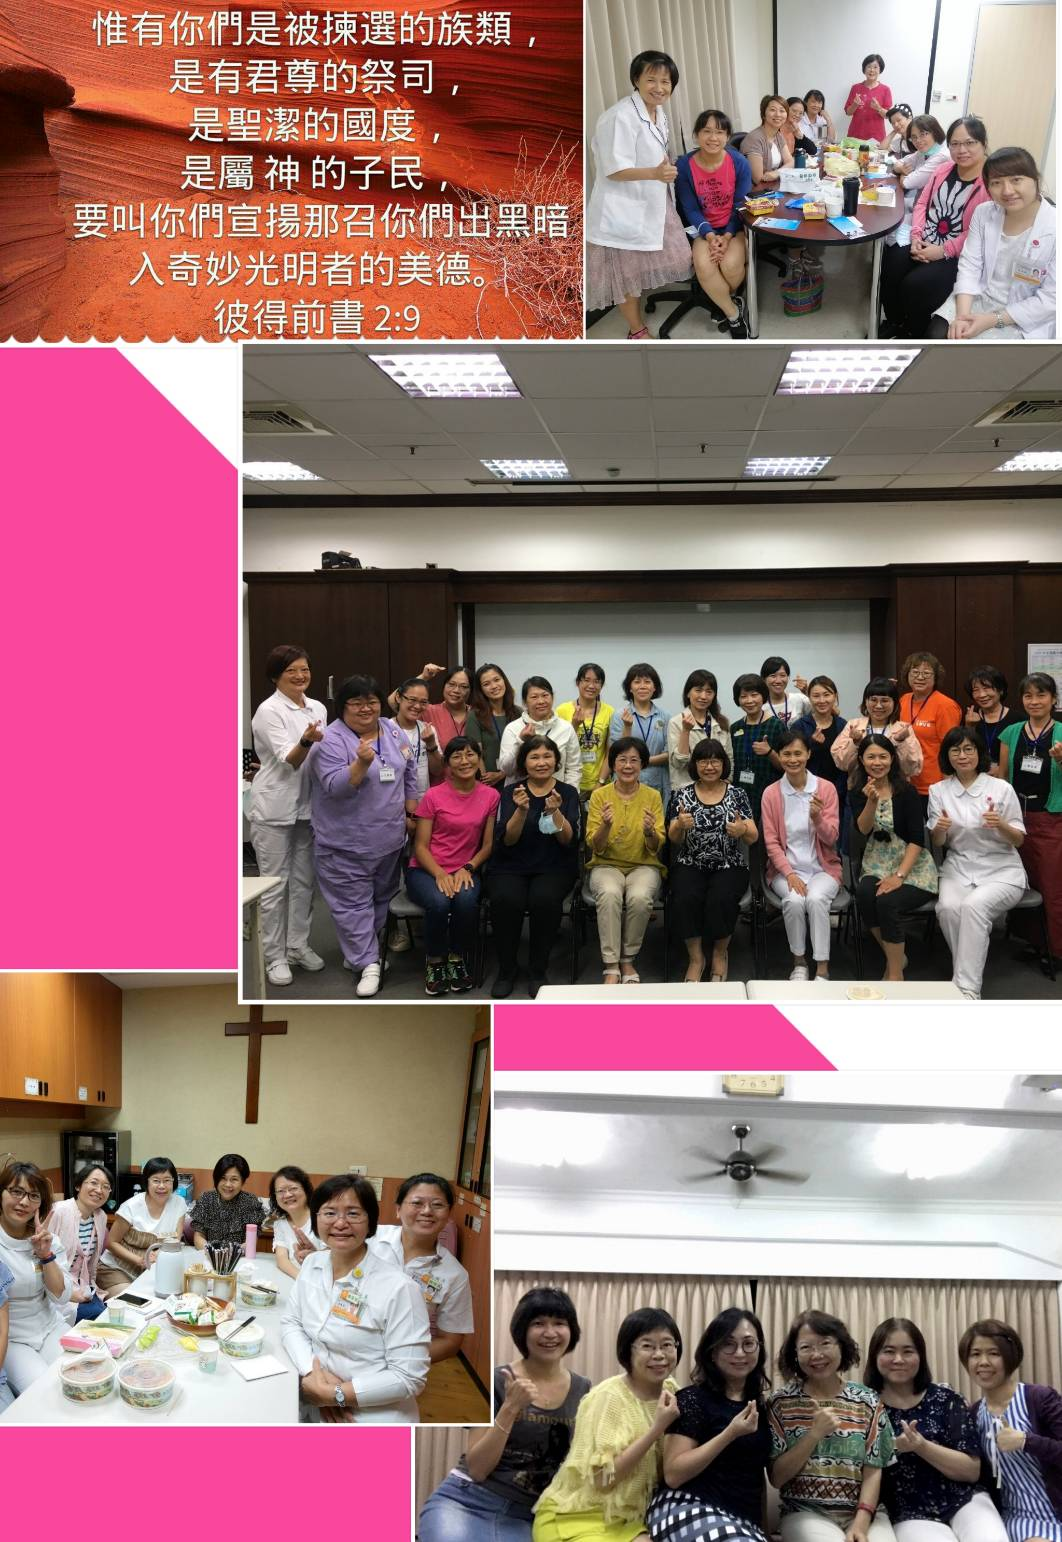 惟有你們是被揀選的族類，
是有君尊的祭司，
是聖潔的國度，
是屬 神 的子民，
要叫你們宣揚那召你們出黑暗
入奇妙光明者的美德。
彼得前書 2:9